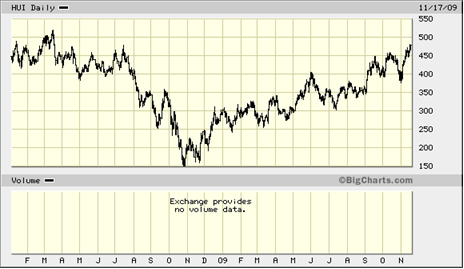 HUI Daily 11/17/09
550
500
450
400
350
300
250
200
150
Volume ©BigCharts.com
Exchange provides
no volume data.
F M A M J J A S O N D 09 F M A M J J A S O N